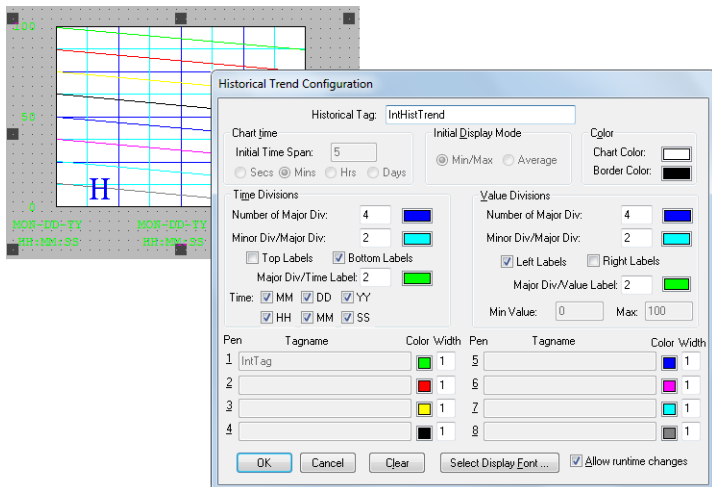 100
50
H
0
MON-DD-YY MON-DD-YY
HH:MM:SS HH:MM:SS
Historical Trend Configuration
Historical Tag: IntHistTrend
Chart time
Initial Time Span: 5
Secs Mins Hrs Days
Initial Display Mode
Min/Max Average
Color
Chart Color:
Border Color:
Time Divisions
Number of Major Div: 4
Minor Div/Major Div: 2
Top Labels Bottom Labels
Major Div/Time Label: 2
Time: MM DD YY
HH MM SS
Value Divisions
Number of Major Div: 4
Minor Div/Major Div: 2
Left Labels Right Labels
Major Div/Value Label: 2
Min Value: 0 Max: 100
Pen Tagname Color Width Pen Tagname Color Width
1 IntTag 1 5 1
2 1 6 1
3 1 7 1
4 1 8 1
OK Cancel Clear Select Display Font ... Allow runtime changes